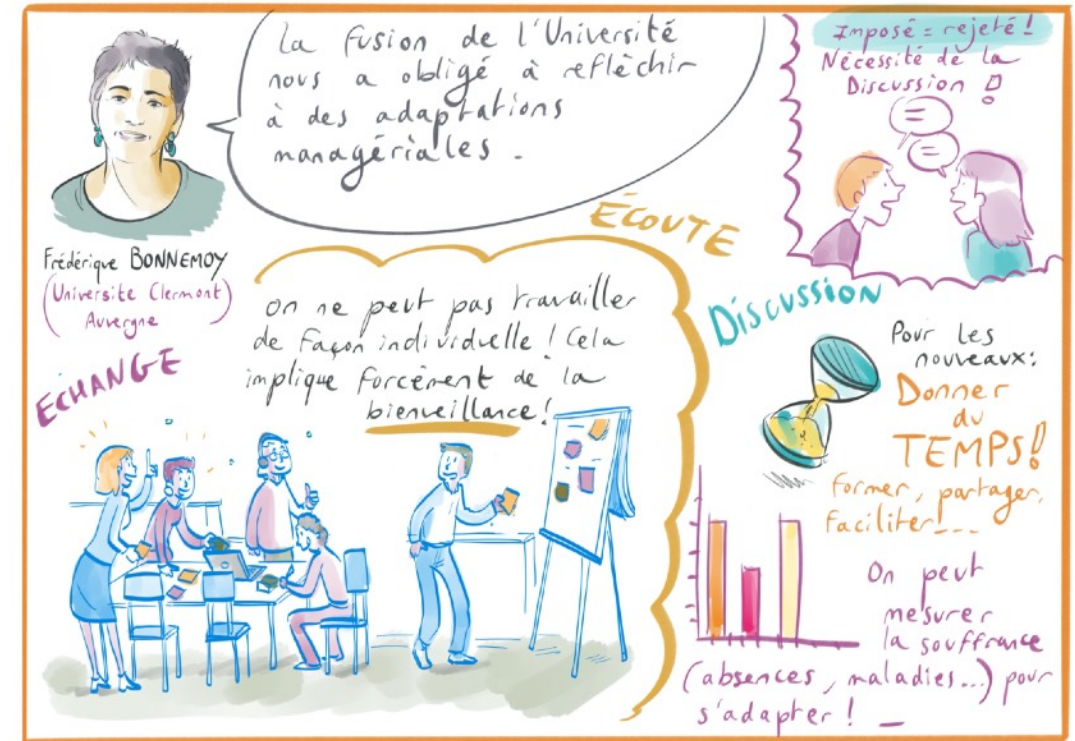 La fusion de l'Université
nous a obligé à reflèchir
à des adaptations
managériales.
Imposé = rejeté !
Nécessité de la
Discussion !
Frédérique BONNEMOY
(Universite Clermont)
Auvergne
ÉCOUTE
ECHANGE
on ne peut pas travailler
de façon individuelle ! Cela
implique forcément de la
bienveillance !
DISCUSSION
Pour les
nouveaux :
Donner
du
TEMPS !
former, partager,
faciliter !...
On peut
mesurer
la souffrance
(absences, maladies...) pour
s'adapter ! _